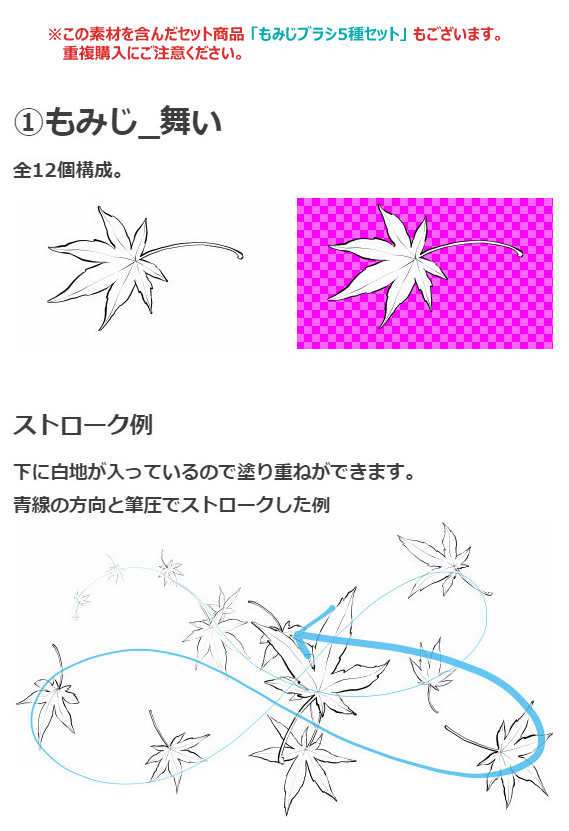 ※この素材を含んだセット商品「もみじブラシ5種セット」もございます。
重複購入にご注意ください。
①もみじ_舞い
全12個構成。
ストローク例
下に白地が入っているので塗り重ねができます。
青線の方向と筆圧でストロークした例